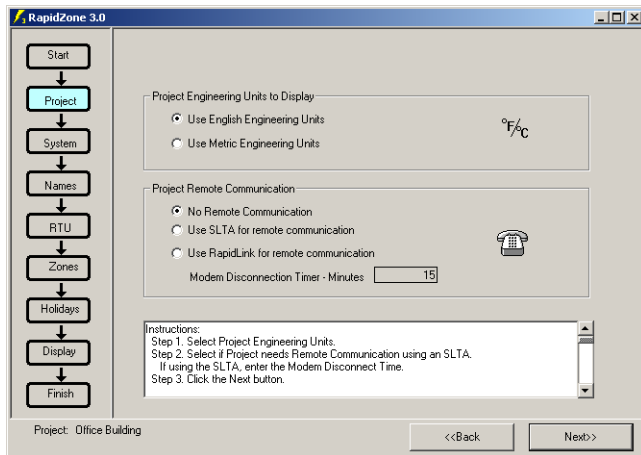 RapidZone 3.0
Start
Project
System
Names
RTU
Zones
Holidays
Display
Finish
Project Engineering Units to Display
Use English Engineering Units
Use Metric Engineering Units
°F/°C
Project Remote Communication
No Remote Communication
Use SLTA for remote communication
Use RapidLink for remote communication
Modem Disconnection Timer - Minutes 15
Instructions:
Step 1. Select Project Engineering Units.
Step 2. Select if Project needs Remote Communication using an SLTA.
If using the SLTA, enter the Modem Disconnect Time.
Step 3. Click the Next button.
Project: Office Building
<<Back
Next>>